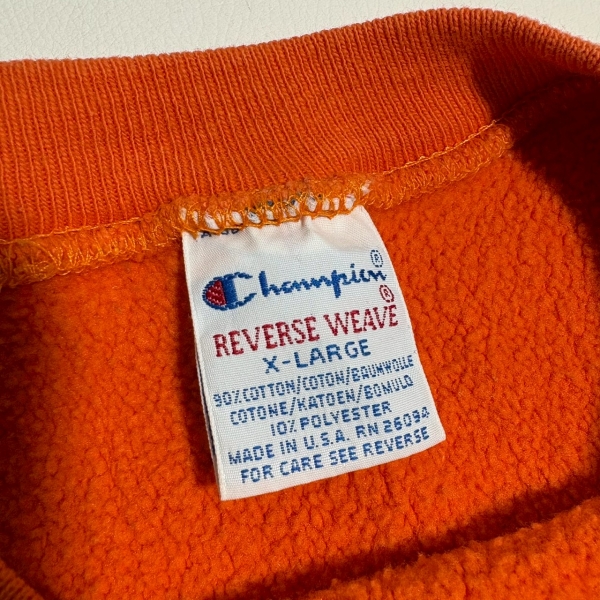 Champion®
REVERSE WEAVE®
X-LARGE
90%COTTON/COTON/BAUMWOLLE
COTONE/KATOEN/BOMULD
10% POLYESTER
MADE IN U.S.A. RN 26094
FOR CARE SEE REVERSE